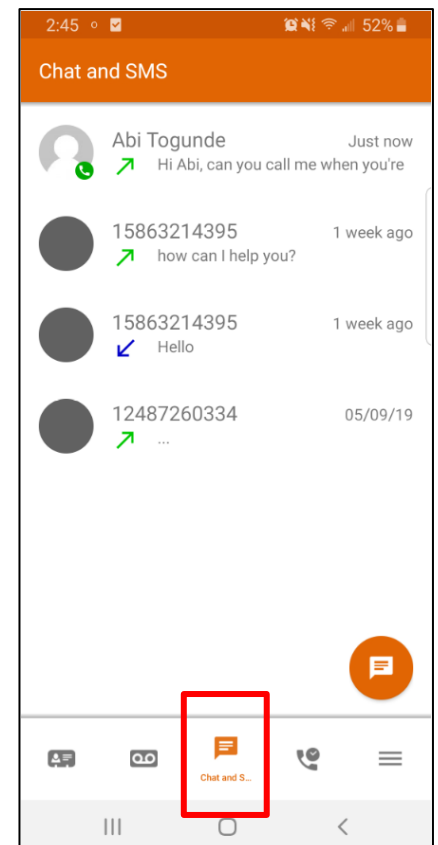 2:45 52%
Chat and SMS
Abi Togunde Just now
Hi Abi, can you call me when you're
15863214395 1 week ago
how can I help you?
15863214395 1 week ago
Hello
12487260334 05/09/19
...
Chat and S...